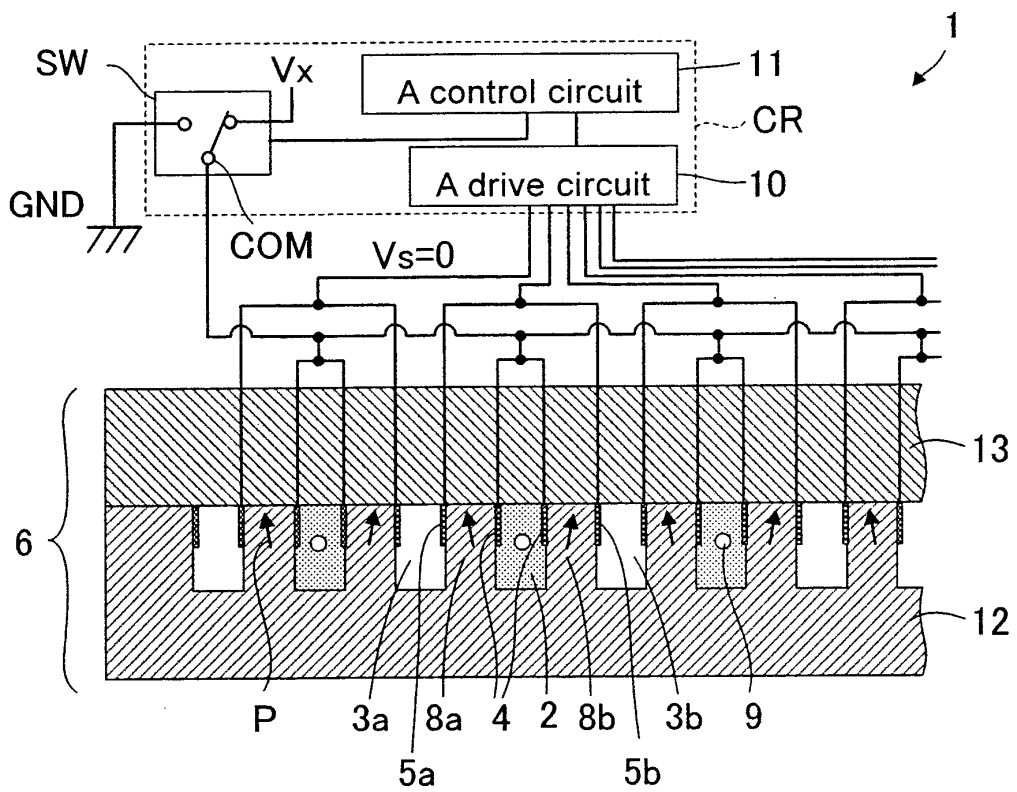 1
SW
Vx
11
A control circuit
CR
A drive circuit
10
GND
COM
Vs=0
13
6
12
P
3a
8a
4
2
8b
3b
9
5a
5b